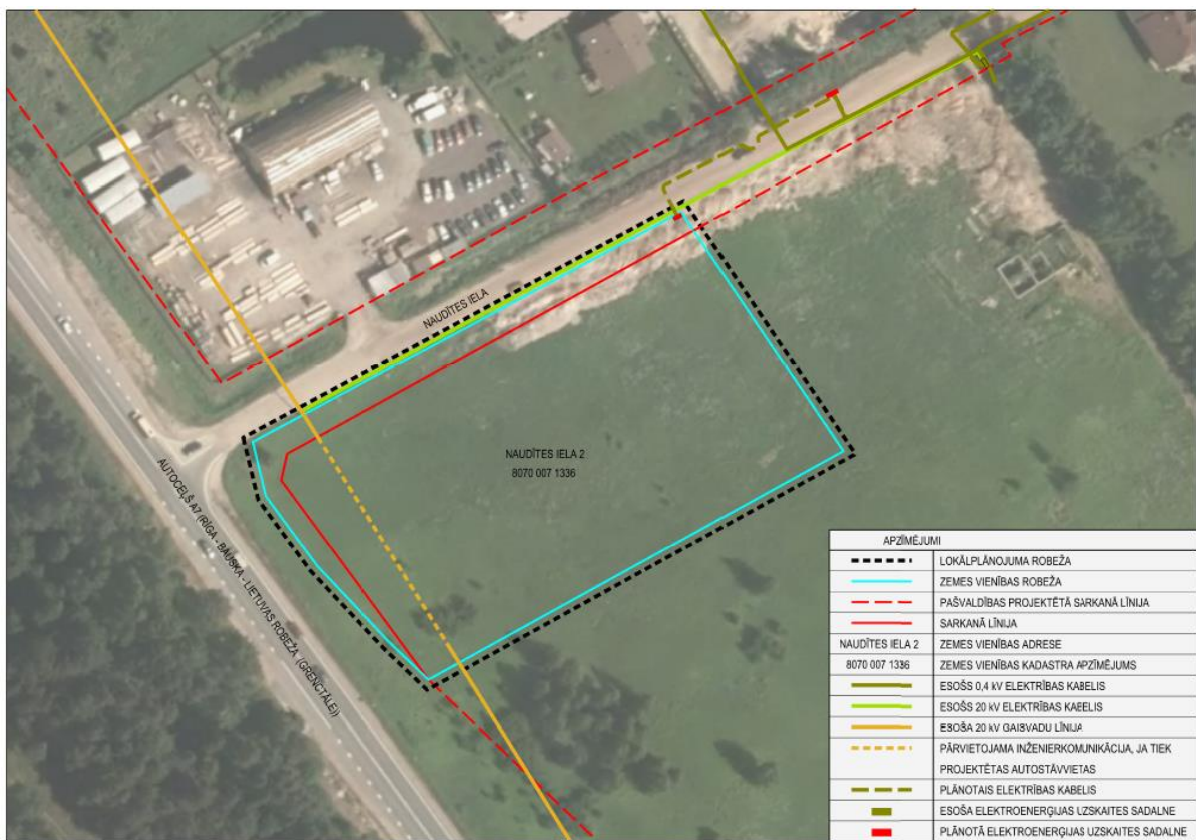 NAUDĪTES IELA
NAUDĪTES IELA 2
8070 007 1336
AUTOCEĻŠ A7 (RĪGA - BAUSKA - LIETUVAS ROBEŽA (GRENCTĀLE))
APZĪMĒJUMI
LOKĀLPLĀNOJUMA ROBEŽA
ZEMES VIENĪBAS ROBEŽA
PAŠVALDĪBAS PROJEKTĒTĀ SARKANĀ LĪNIJA
SARKANĀ LĪNIJA
NAUDĪTES IELA 2 ZEMES VIENĪBAS ADRESE
8070 007 1336 ZEMES VIENĪBAS KADASTRA APZĪMĒJUMS
ESOŠS 0,4 kV ELEKTRĪBAS KABELIS
ESOŠS 20 kV ELEKTRĪBAS KABELIS
ESOŠA 20 kV GAISVADU LĪNIJA
PĀRVIETOJAMA INŽENIERKOMUNIKĀCIJA, JA TIEK
PROJEKTĒTAS AUTOSTĀVVIETAS
PLĀNOTAIS ELEKTRĪBAS KABELIS
ESOŠA ELEKTROENERĢIJAS UZSKAITES SADALNE
PLĀNOTĀ ELEKTROENERĢIJAS UZSKAITES SADALNE